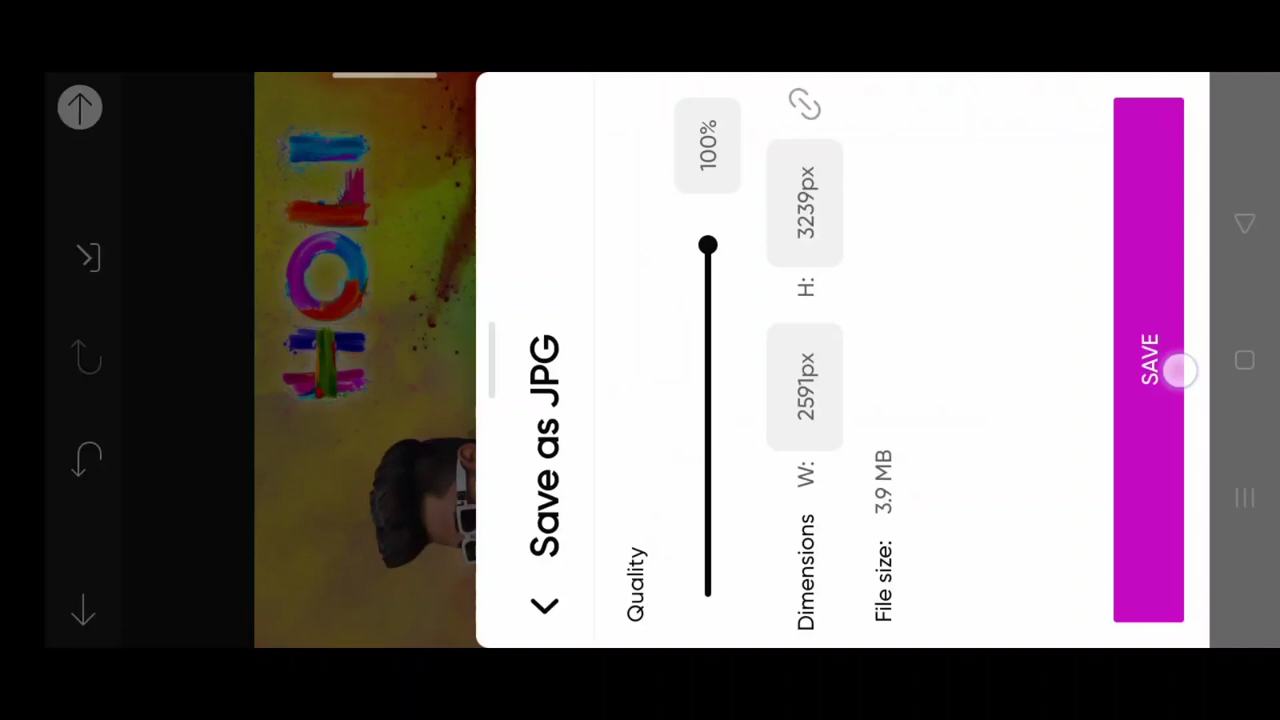 HOLI
Save as JPG
Quality
100%
Dimensions W: 2591px H: 3239px
File size: 3.9 MB
SAVE